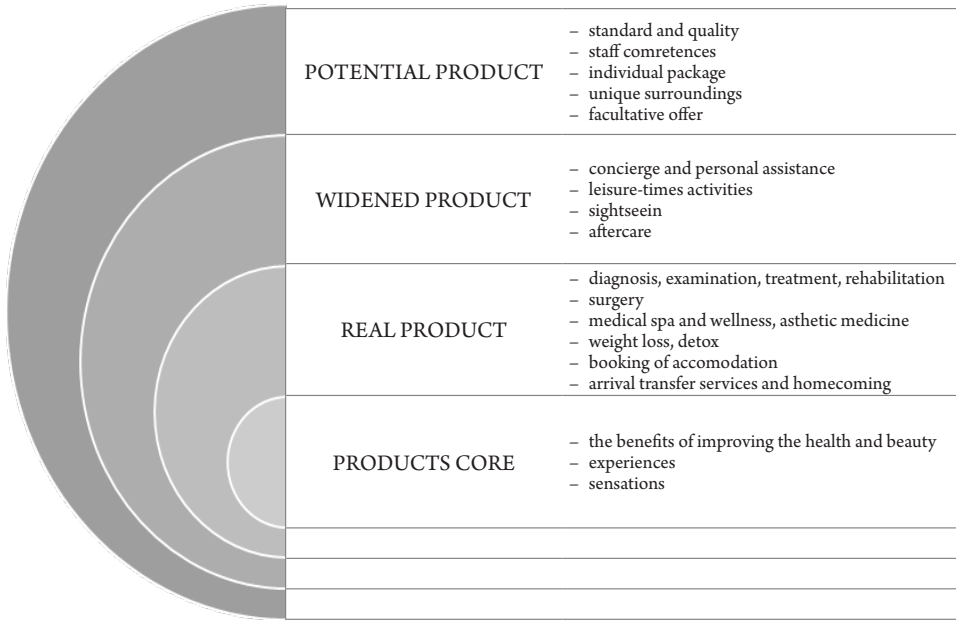 POTENTIAL PRODUCT
– standard and quality
– staff comretences
– individual package
– unique surroundings
– facultative offer
WIDENED PRODUCT
– concierge and personal assistance
– leisure-times activities
– sightseein
– aftercare
REAL PRODUCT
– diagnosis, examination, treatment, rehabilitation
– surgery
– medical spa and wellness, asthetic medicine
– weight loss, detox
– booking of accomodation
– arrival transfer services and homecoming
PRODUCTS CORE
– the benefits of improving the health and beauty
– experiences
– sensations